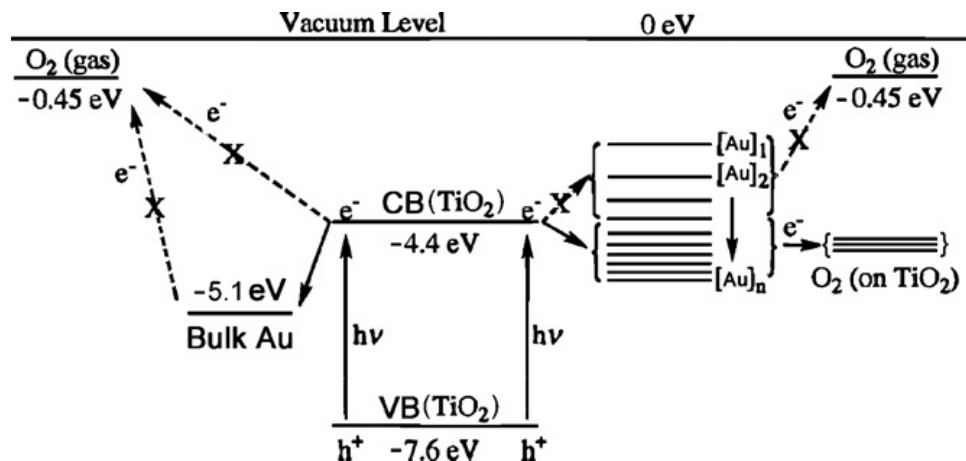 Vacuum Level 0 eV
O₂ (gas)
−0.45 eV
O₂ (gas)
−0.45 eV
e⁻
X
e⁻
X
e⁻
X
[Au]₁
[Au]₂
e⁻ CB(TiO₂) e⁻
X
−4.4 eV
e⁻
[Au]ₙ
{ }
O₂ (on TiO₂)
−5.1 eV
Bulk Au
hν
hν
VB(TiO₂)
h⁺ −7.6 eV h⁺